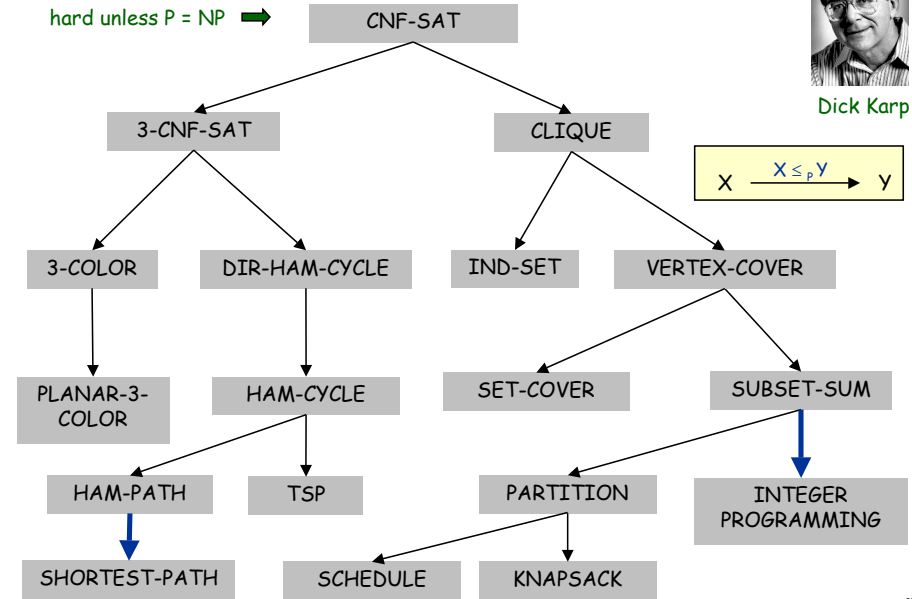 hard unless P = NP
CNF-SAT
Dick Karp
3-CNF-SAT
CLIQUE
X ≤ P Y
X
Y
3-COLOR
DIR-HAM-CYCLE
IND-SET
VERTEX-COVER
PLANAR-3-
COLOR
HAM-CYCLE
SET-COVER
SUBSET-SUM
HAM-PATH
TSP
PARTITION
INTEGER
PROGRAMMING
SHORTEST-PATH
SCHEDULE
KNAPSACK